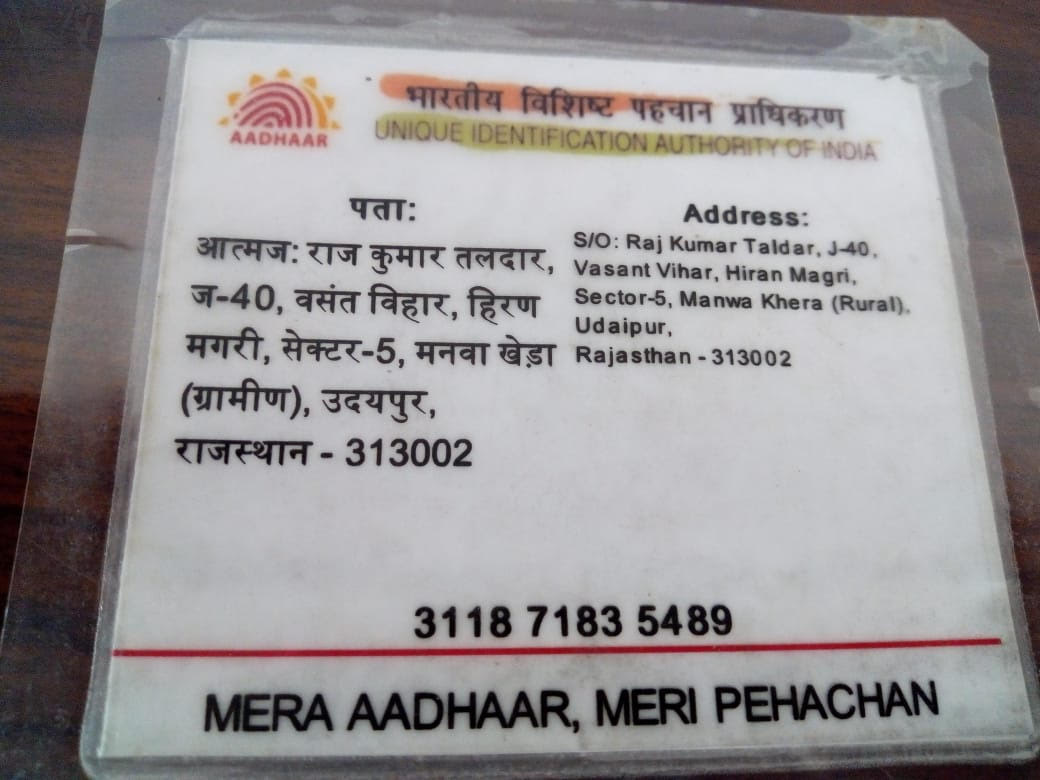 AADHAAR
भारतीय विशिष्ट पहचान प्राधिकरण
UNIQUE IDENTIFICATION AUTHORITY OF INDIA
पता:
आत्मज: राज कुमार तलदार,
ज-40, वसंत विहार, हिरण
मगरी, सेक्टर-5, मनवा खेड़ा
(ग्रामीण), उदयपुर,
राजस्थान - 313002
Address:
S/O: Raj Kumar Taldar, J-40,
Vasant Vihar, Hiran Magri,
Sector-5, Manwa Khera (Rural),
Udaipur,
Rajasthan - 313002
3118 7183 5489
MERA AADHAAR, MERI PEHACHAN